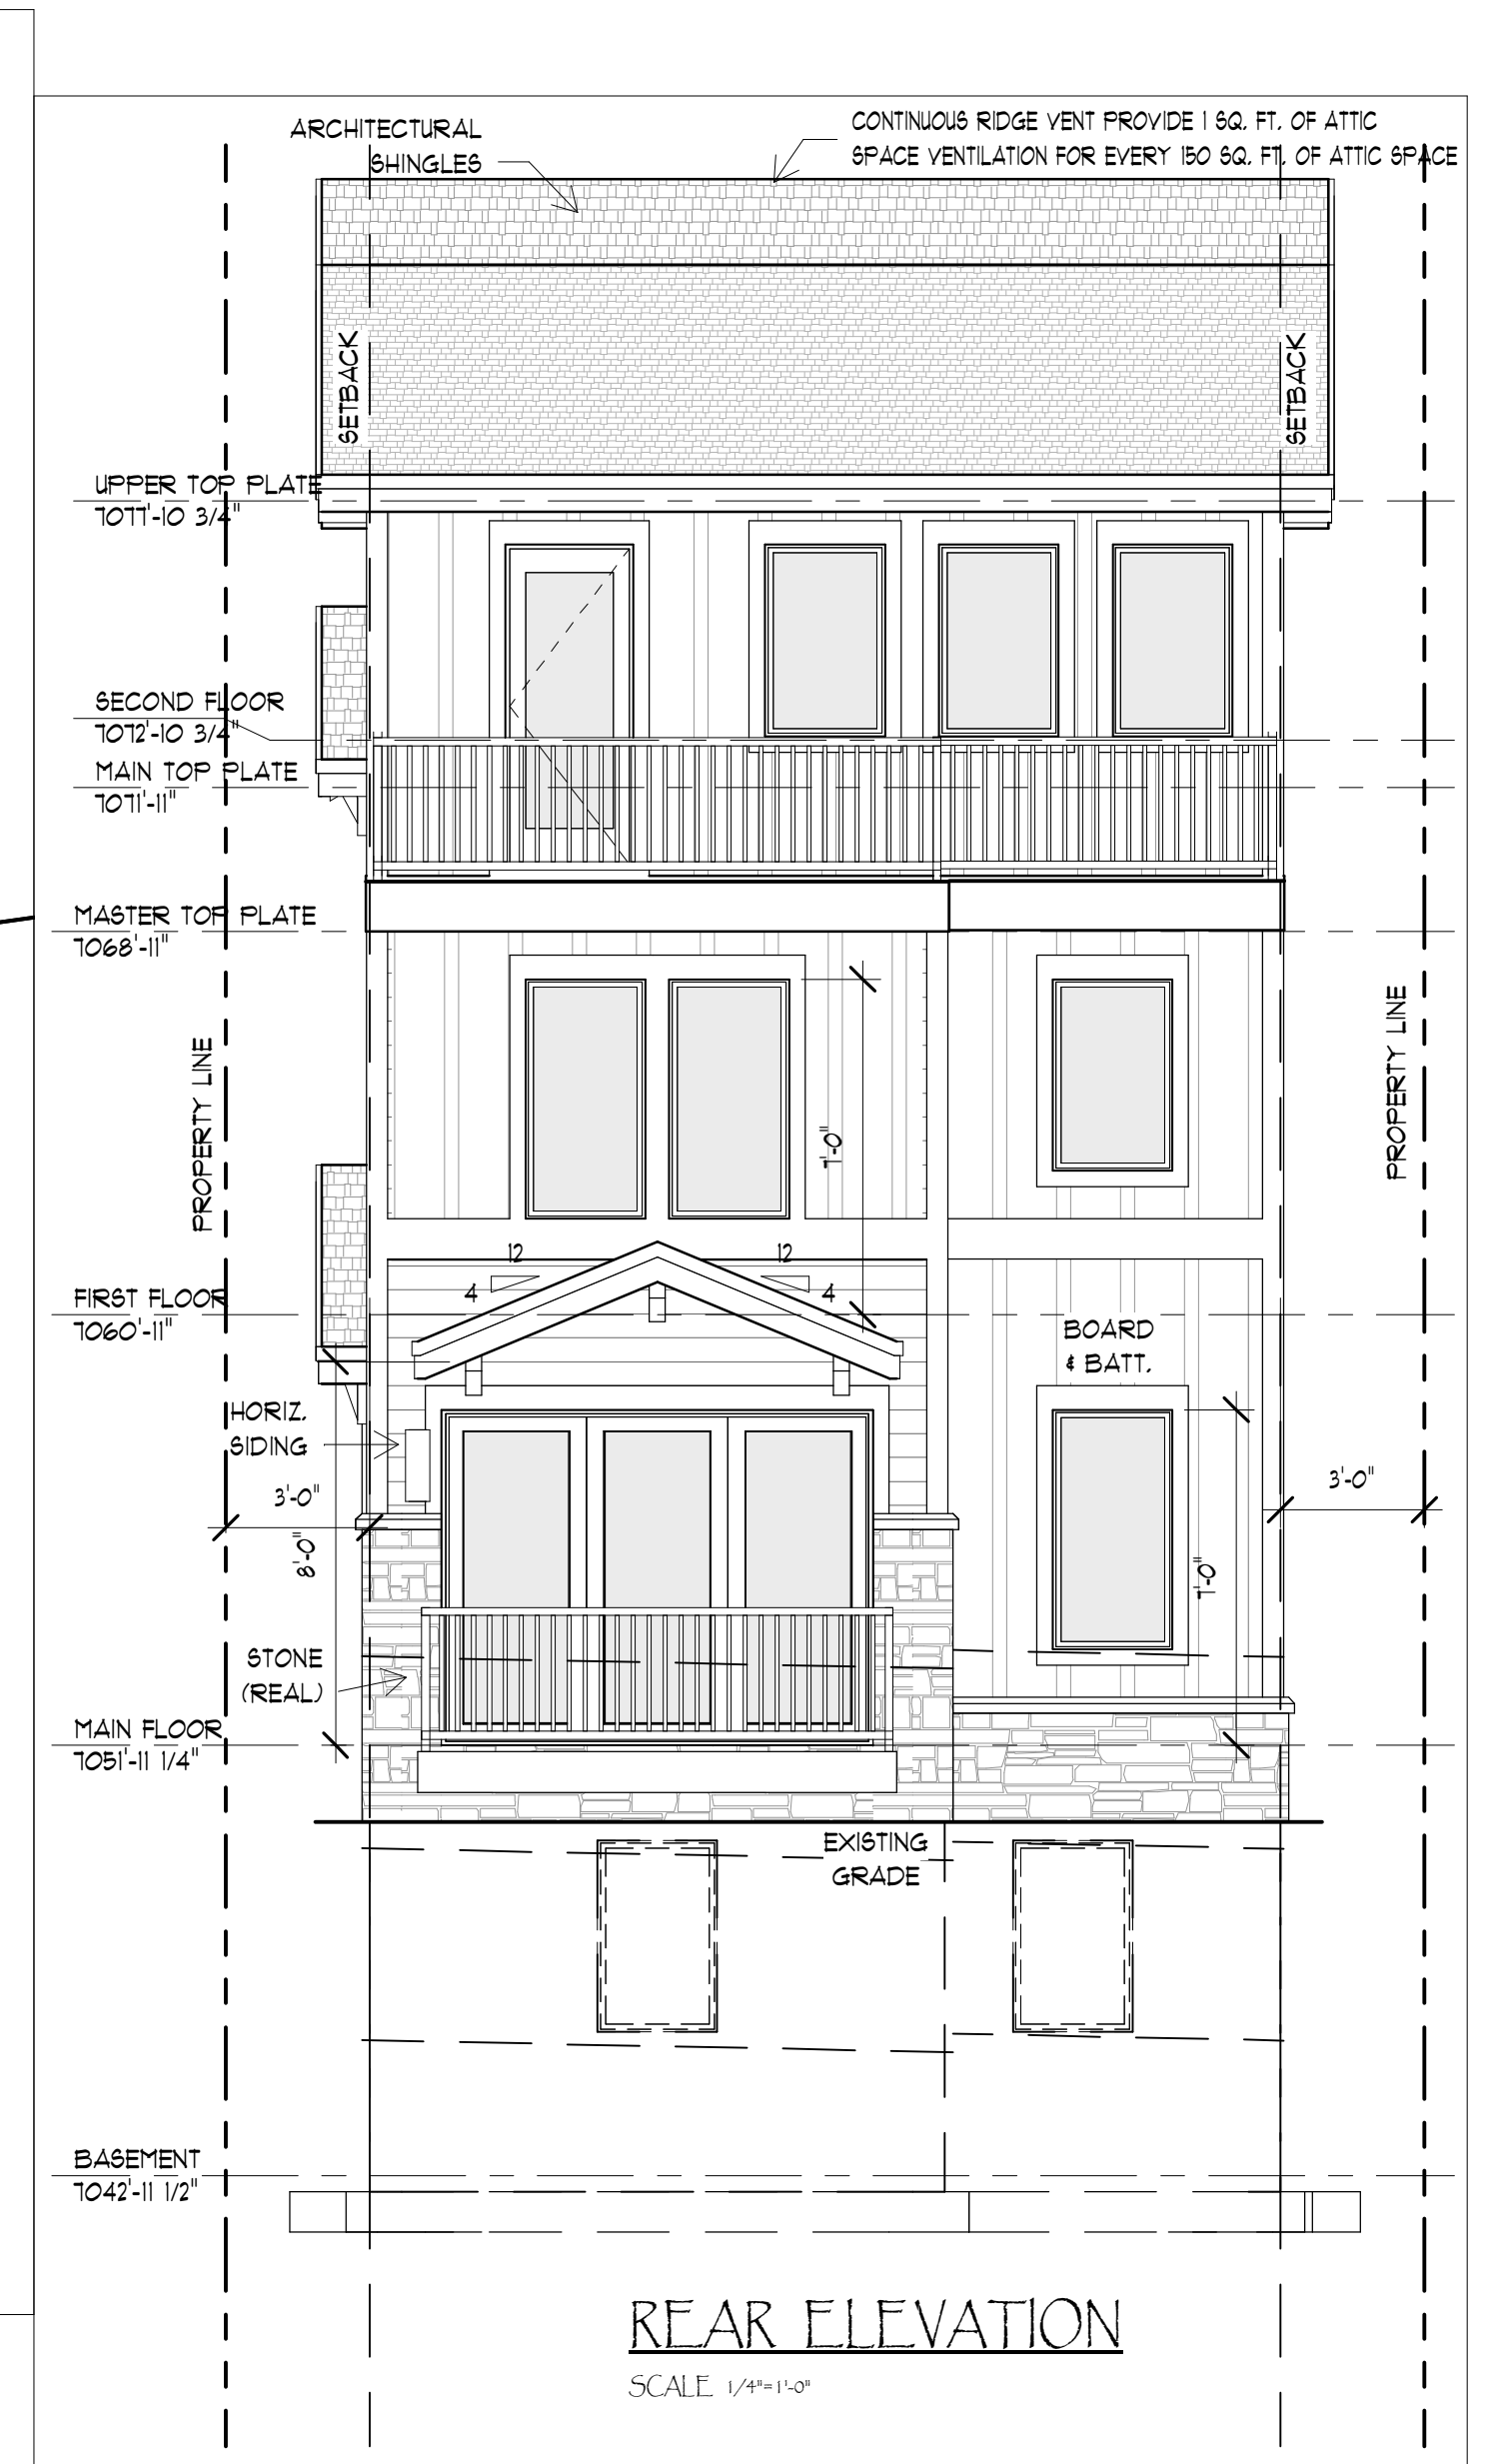 ARCHITECTURAL
SHINGLES
CONTINUOUS RIDGE VENT PROVIDE 1 SQ. FT. OF ATTIC
SPACE VENTILATION FOR EVERY 150 SQ. FT. OF ATTIC SPACE
SETBACK
SETBACK
UPPER TOP PLATE
7077'-10 3/4"
SECOND FLOOR
7072'-10 3/4"
MAIN TOP PLATE
7071'-11"
MASTER TOP PLATE
7068'-11"
PROPERTY LINE
PROPERTY LINE
7'-0"
12
4
12
4
FIRST FLOOR
7060'-11"
BOARD
& BATT.
HORIZ.
SIDING
3'-0"
3'-0"
8'-0"
7'-0"
STONE
(REAL)
MAIN FLOOR
7051'-11 1/4"
EXISTING
GRADE
BASEMENT
7042'-11 1/2"
REAR ELEVATION
SCALE 1/4"=1'-0"